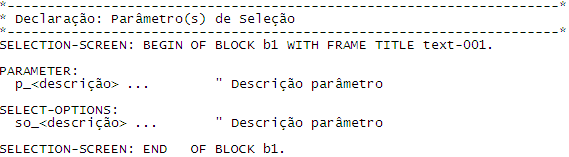 *----------------------------------------------------------------------*
* Declaração: Parâmetro(s) de Seleção                                  *
*----------------------------------------------------------------------*
SELECTION-SCREEN: BEGIN OF BLOCK b1 WITH FRAME TITLE text-001.
PARAMETER:
  p_<descrição> ...        " Descrição parâmetro
SELECT-OPTIONS:
  so_<descrição> ...       " Descrição parâmetro
SELECTION-SCREEN: END   OF BLOCK b1.